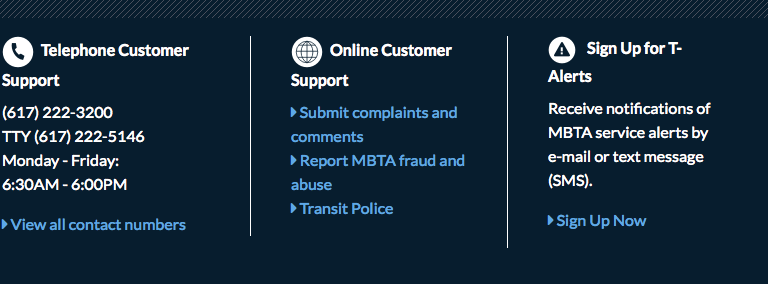 Telephone Customer
Support
(617) 222-3200
TTY (617) 222-5146
Monday - Friday:
6:30AM - 6:00PM
View all contact numbers
Online Customer
Support
Submit complaints and
comments
Report MBTA fraud and
abuse
Transit Police
Sign Up for T-
Alerts
Receive notifications of
MBTA service alerts by
e-mail or text message
(SMS).
Sign Up Now